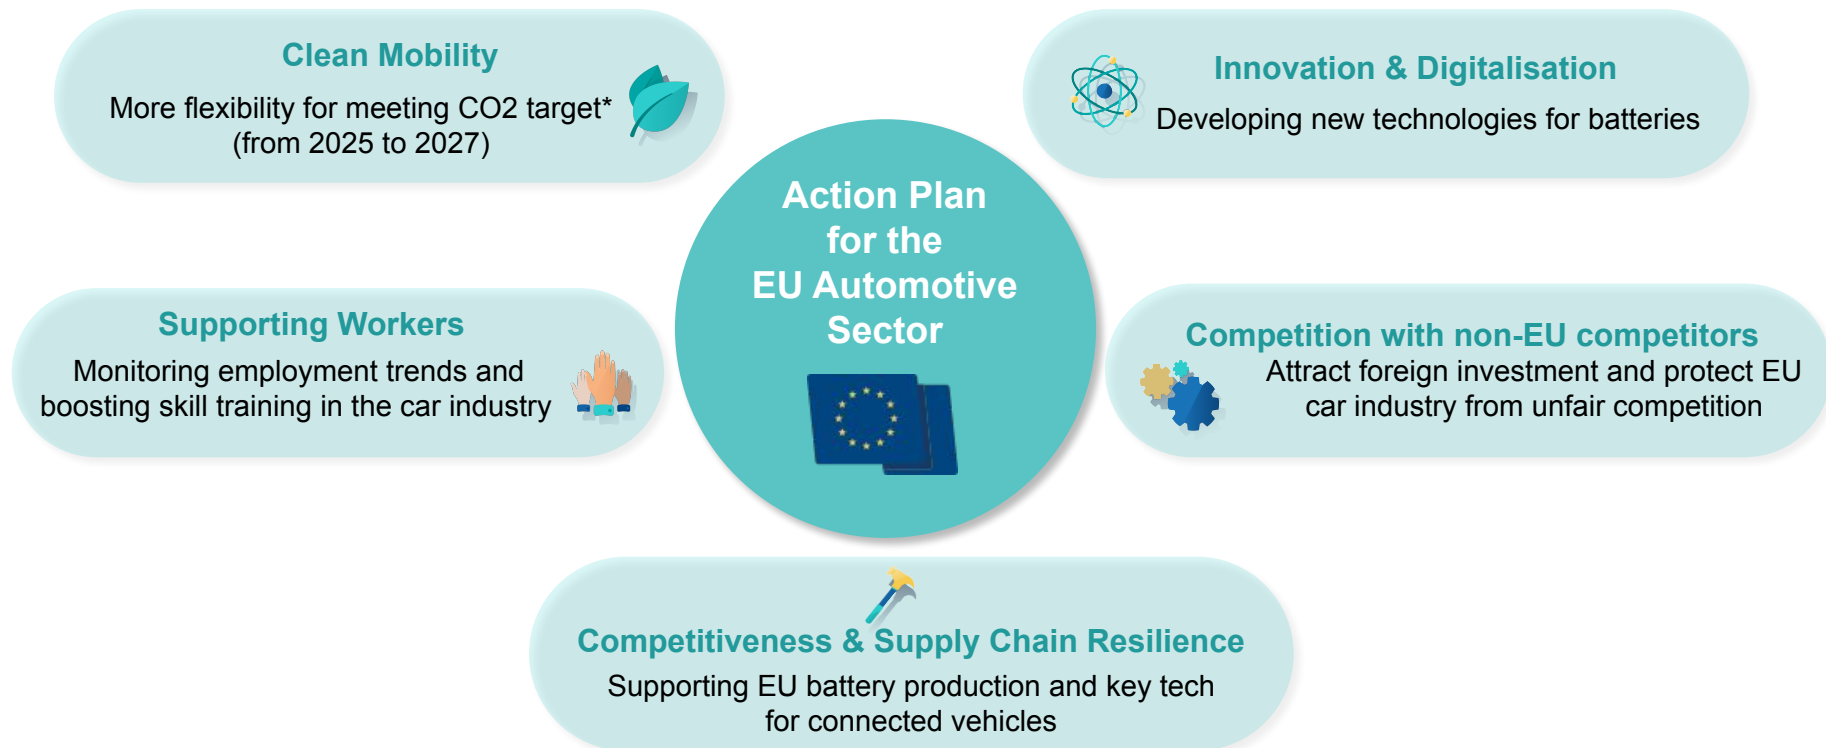 Clean Mobility
More flexibility for meeting CO2 target*
(from 2025 to 2027)
Innovation & Digitalisation
Developing new technologies for batteries
Action Plan
for the
EU Automotive
Sector
Supporting Workers
Monitoring employment trends and
boosting skill training in the car industry
Competition with non-EU competitors
Attract foreign investment and protect EU
car industry from unfair competition
Competitiveness & Supply Chain Resilience
Supporting EU battery production and key tech
for connected vehicles